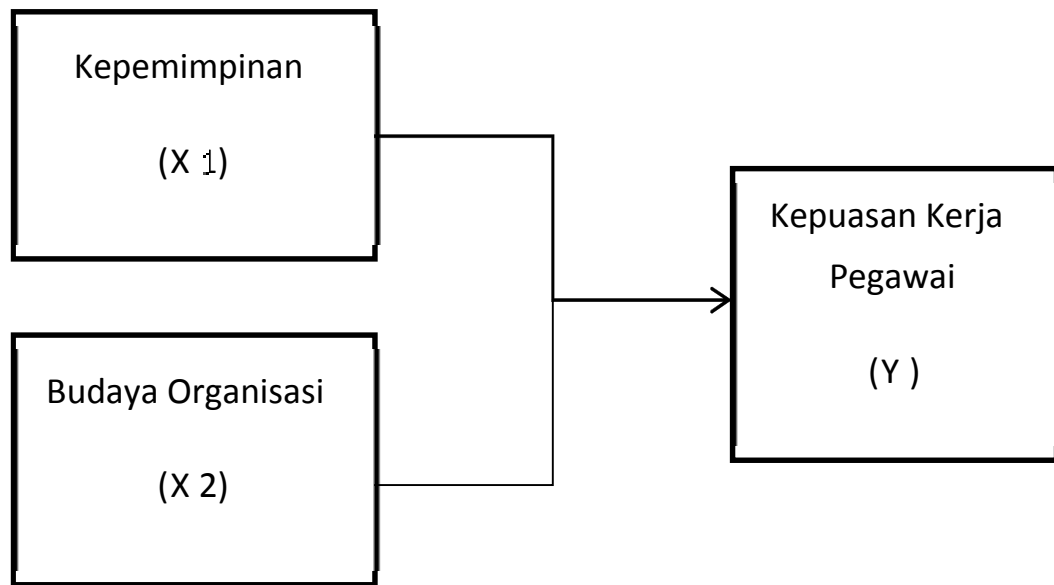 Kepemimpinan
(X 1)
Budaya Organisasi
(X 2)
Kepuasan Kerja
Pegawai
(Y )